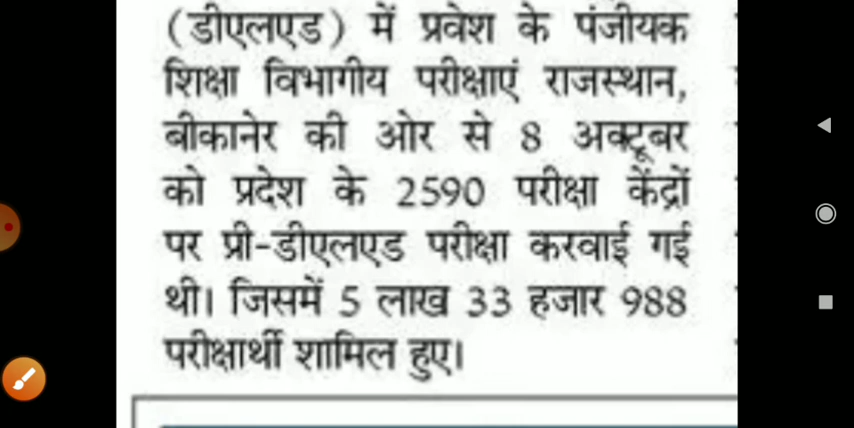 (डीएलएड) में प्रवेश के पंजीयक
शिक्षा विभागीय परीक्षाएं राजस्थान,
बीकानेर की ओर से 8 अक्टूबर
को प्रदेश के 2590 परीक्षा केंद्रों
पर प्री-डीएलएड परीक्षा करवाई गई
थी। जिसमें 5 लाख 33 हजार 988
परीक्षार्थी शामिल हुए।